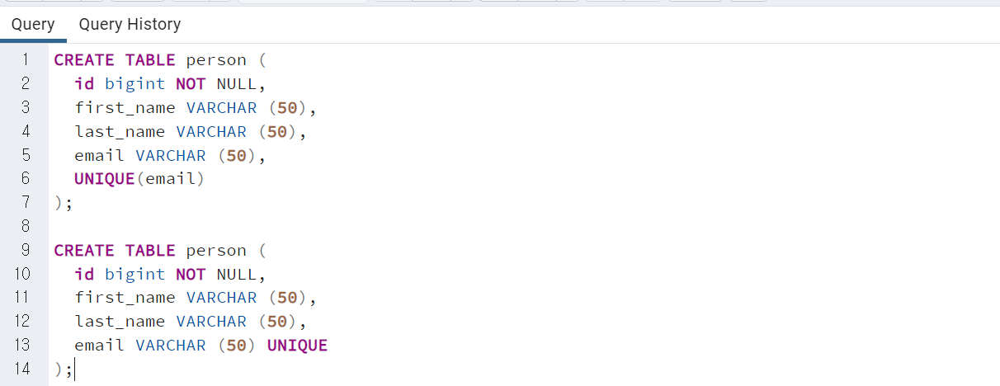 Query Query History
1 CREATE TABLE person (
2 id bigint NOT NULL,
3 first_name VARCHAR (50),
4 last_name VARCHAR (50),
5 email VARCHAR (50),
6 UNIQUE(email)
7 );
8
9 CREATE TABLE person (
10 id bigint NOT NULL,
11 first_name VARCHAR (50),
12 last_name VARCHAR (50),
13 email VARCHAR (50) UNIQUE
14 );